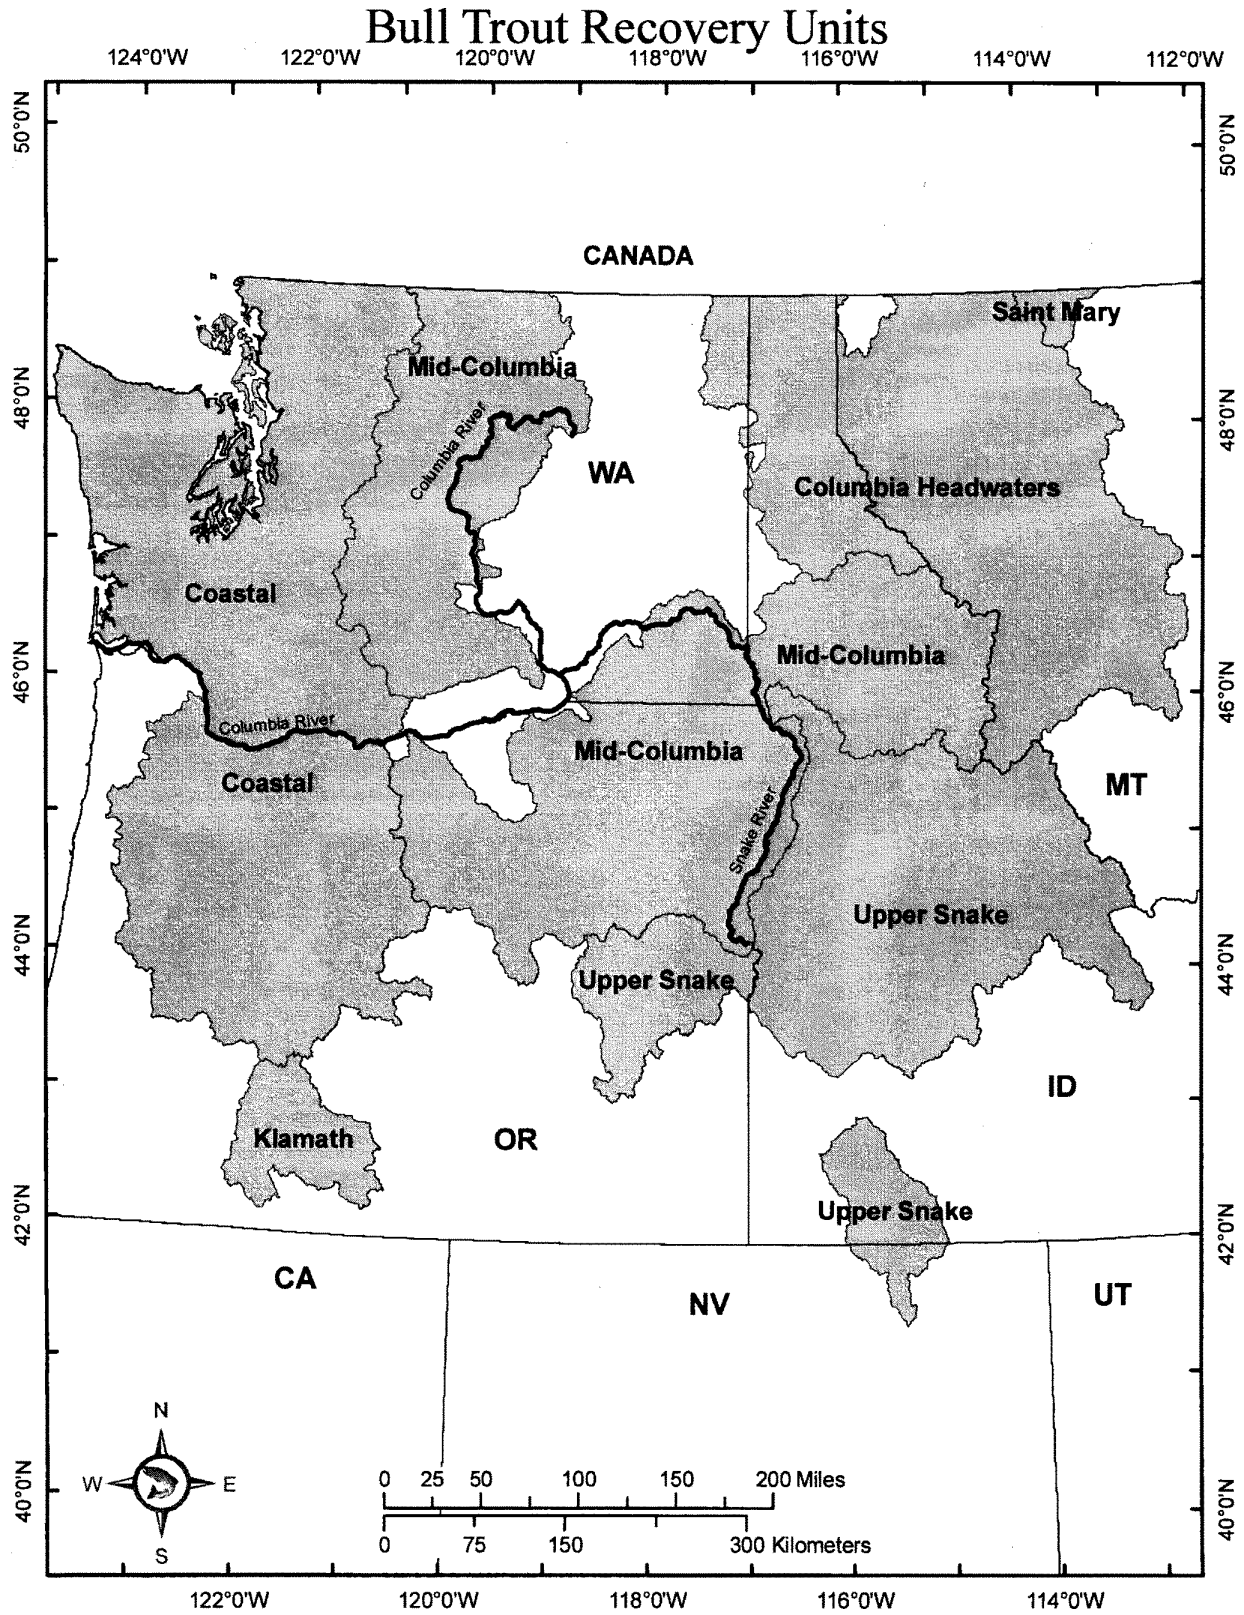 Bull Trout Recovery Units
124°0'W 122°0'W 120°0'W 118°0'W 116°0'W 114°0'W 112°0'W
50°0'N
50°0'N
CANADA
Saint Mary
Mid-Columbia
48°0'N
48°0'N
Columbia River
WA
Columbia Headwaters
Coastal
Mid-Columbia
46°0'N
46°0'N
Columbia River
Mid-Columbia
Coastal
MT
Snake River
Upper Snake
44°0'N
44°0'N
Upper Snake
ID
Klamath
OR
42°0'N
Upper Snake
42°0'N
CA
NV
UT
N
W E
S
0 25 50 100 150 200 Miles
0 75 150 300 Kilometers
40°0'N
40°0'N
122°0'W 120°0'W 118°0'W 116°0'W 114°0'W